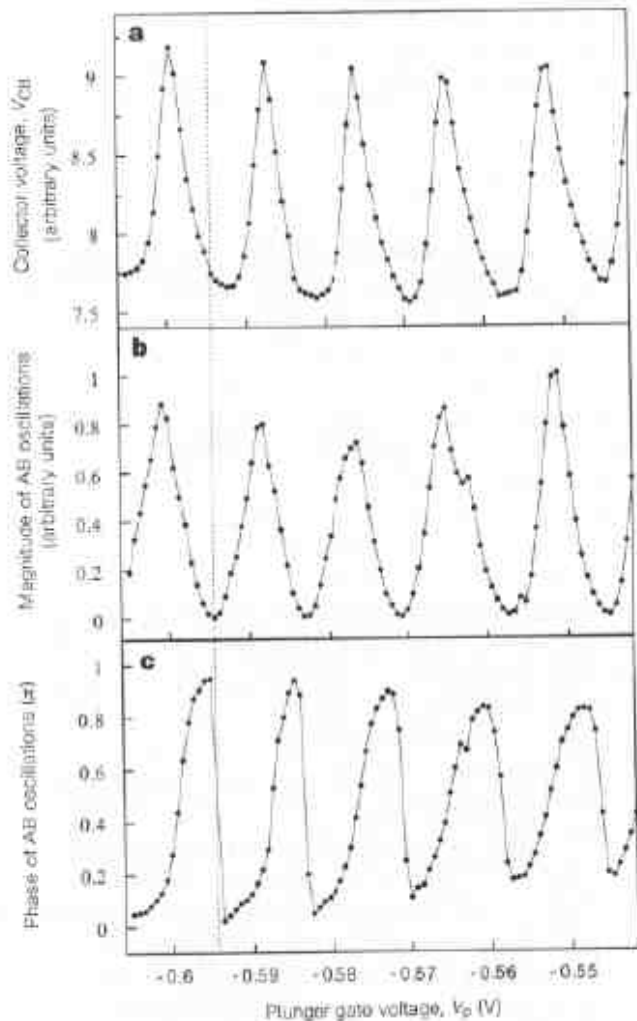 a
Collector voltage, V_CB
(arbitrary units)
9
8.5
8
7.5
b
Magnitude of AB oscillations
(arbitrary units)
1
0.8
0.6
0.4
0.2
0
c
Phase of AB oscillations (π)
1
0.8
0.6
0.4
0.2
0
-0.6 -0.59 -0.58 -0.57 -0.56 -0.55
Plunger gate voltage, V_p (V)